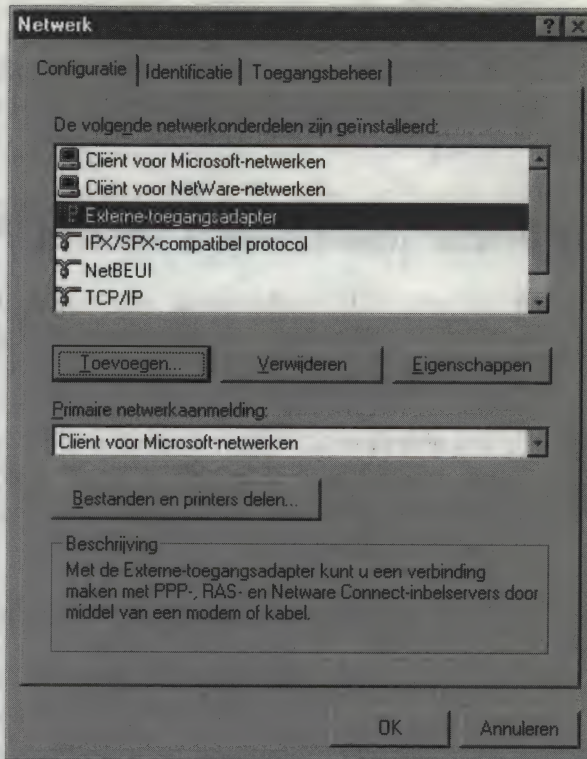 Netwerk
Configuratie
Identificatie
Toegangsbeheer
De volgende netwerkonderdelen zijn geïnstalleerd:
Cliënt voor Microsoft-netwerken
Cliënt voor NetWare-netwerken
Externe-toegangsadapter
IPX/SPX-compatibel protocol
NetBEUI
TCP/IP
Toevoegen...
Verwijderen
Eigenschappen
Primaire netwerkaanmelding:
Cliënt voor Microsoft-netwerken
Bestanden en printers delen...
Beschrijving
Met de Externe-toegangsadapter kunt u een verbinding
maken met PPP-, RAS- en Netware Connect-inbelservers door
middel van een modem of kabel.
OK
Annuleren